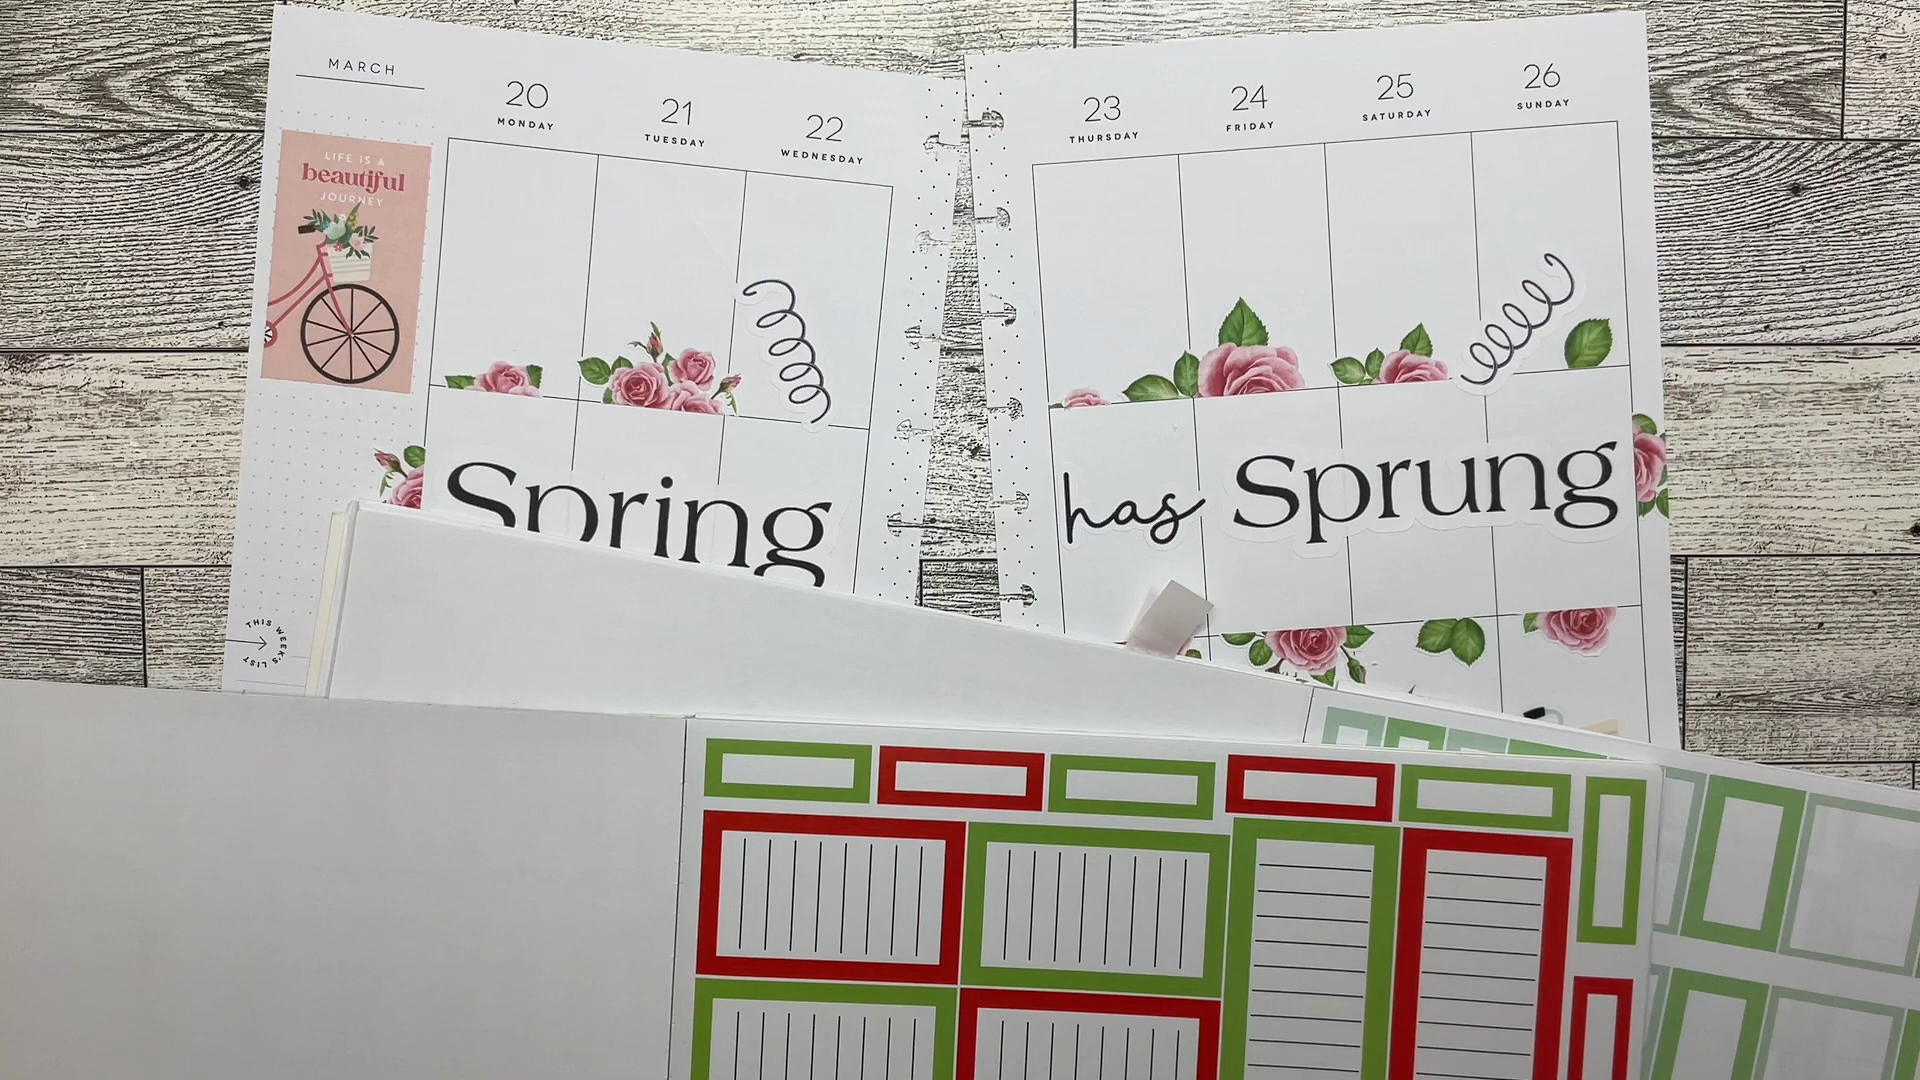 MARCH
20
MONDAY
21
TUESDAY
22
WEDNESDAY
23
THURSDAY
24
FRIDAY
25
SATURDAY
26
SUNDAY
LIFE IS A
beautiful
JOURNEY
Spring
has Sprung
THIS WEEK'S LIST